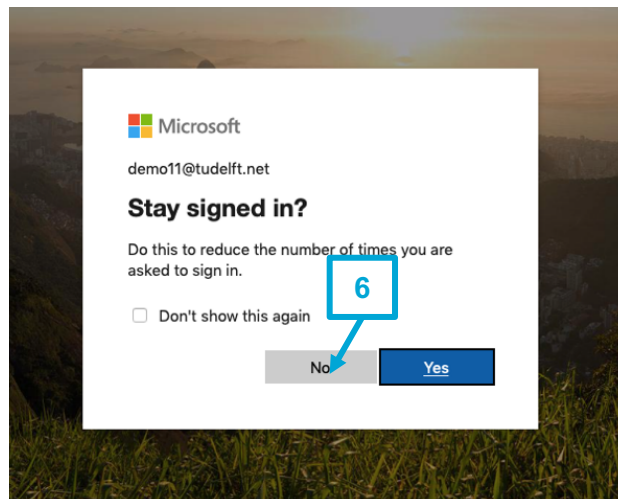 Microsoft
demo11@tudelft.net
Stay signed in?
Do this to reduce the number of times you are
asked to sign in.
6
Don't show this again
No
Yes